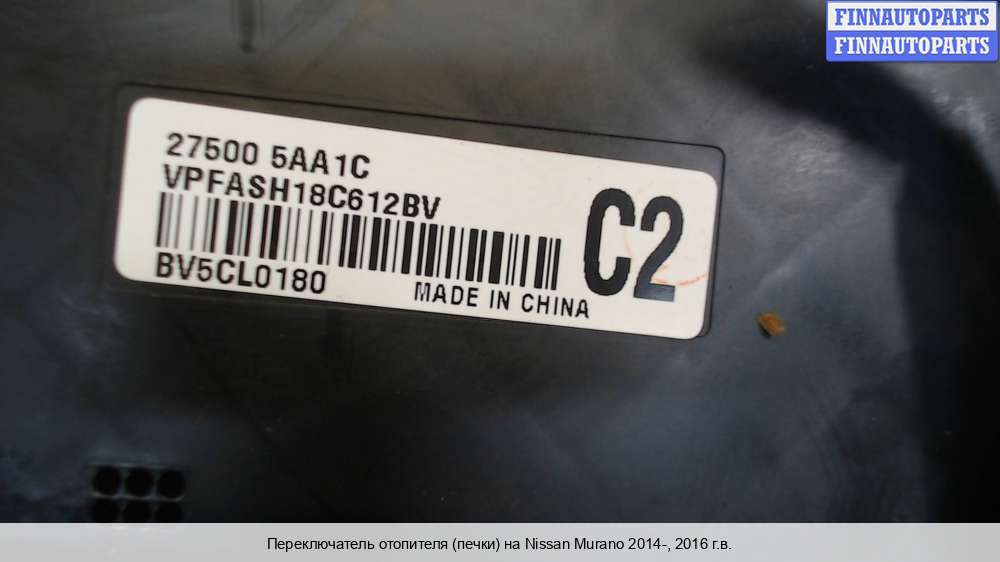 FINNAUTOPARTS
FINNAUTOPARTS
27500 5AA1C
VPFASH18C612BV
C2
BV5CL0180
MADE IN CHINA
Переключатель отопителя (печки) на Nissan Murano 2014-, 2016 г.в.